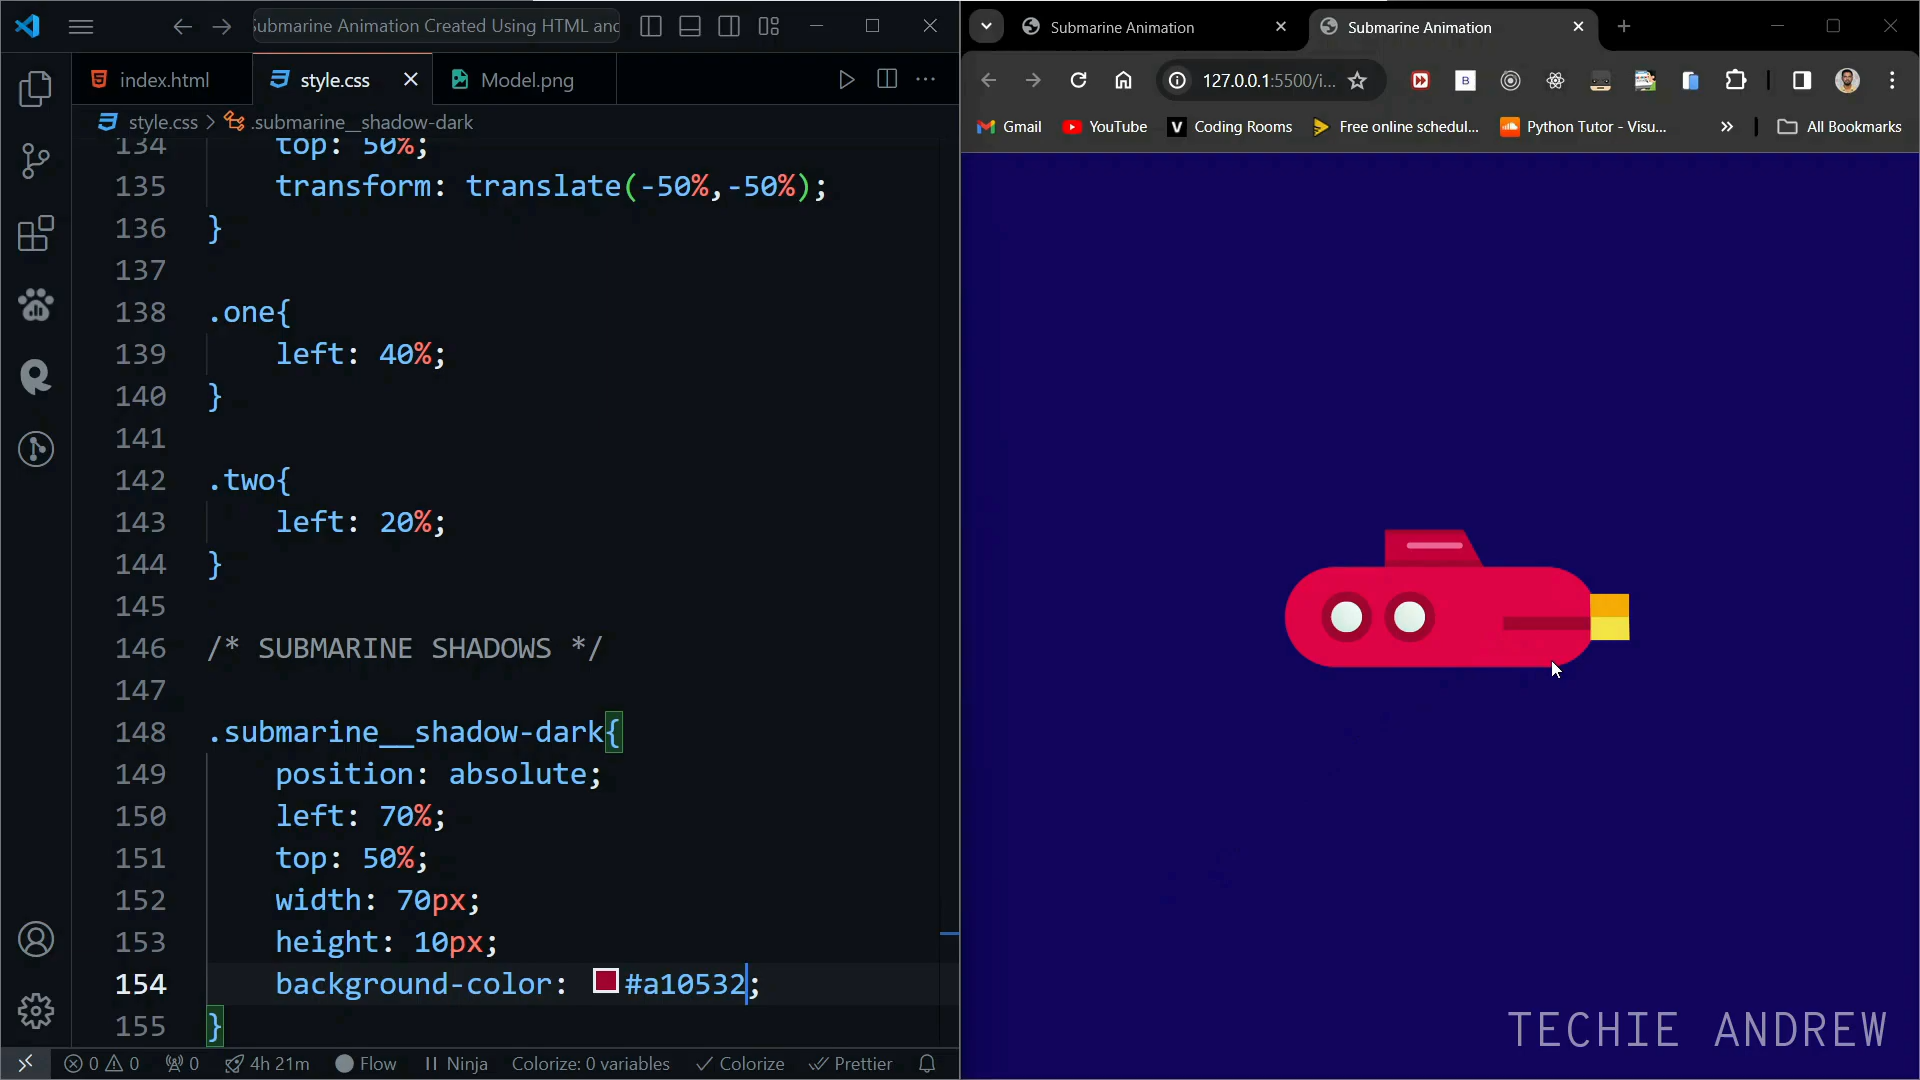 ubmarine Animation Created Using HTML and
index.html
style.css
Model.png
style.css > .submarine__shadow-dark
134 top: 50%;
135 transform: translate(-50%,-50%);
136 }
137
138 .one{
139 left: 40%;
140 }
141
142 .two{
143 left: 20%;
144 }
145
146 /* SUBMARINE SHADOWS */
147
148 .submarine__shadow-dark{
149 position: absolute;
150 left: 70%;
151 top: 50%;
152 width: 70px;
153 height: 10px;
154 background-color: #a10532;
155 }
0 0 0 4h 21m Flow Ninja Colorize: 0 variables Colorize Prettier
Submarine Animation
Submarine Animation
127.0.0.1:5500/i...
Gmail YouTube Coding Rooms Free online schedul... Python Tutor - Visu... » All Bookmarks
TECHIE ANDREW